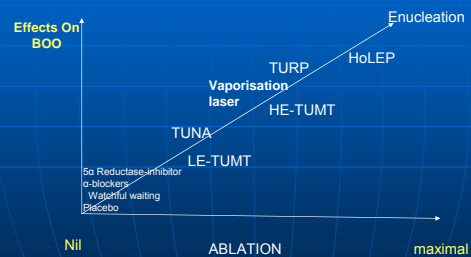 Enucleation
Effects On
BOO
HoLEP
TURP
Vaporisation
laser
HE-TUMT
TUNA
LE-TUMT
5α Reductase-inhibitor
α-blockers
Watchful waiting
Placebo
Nil
ABLATION
maximal